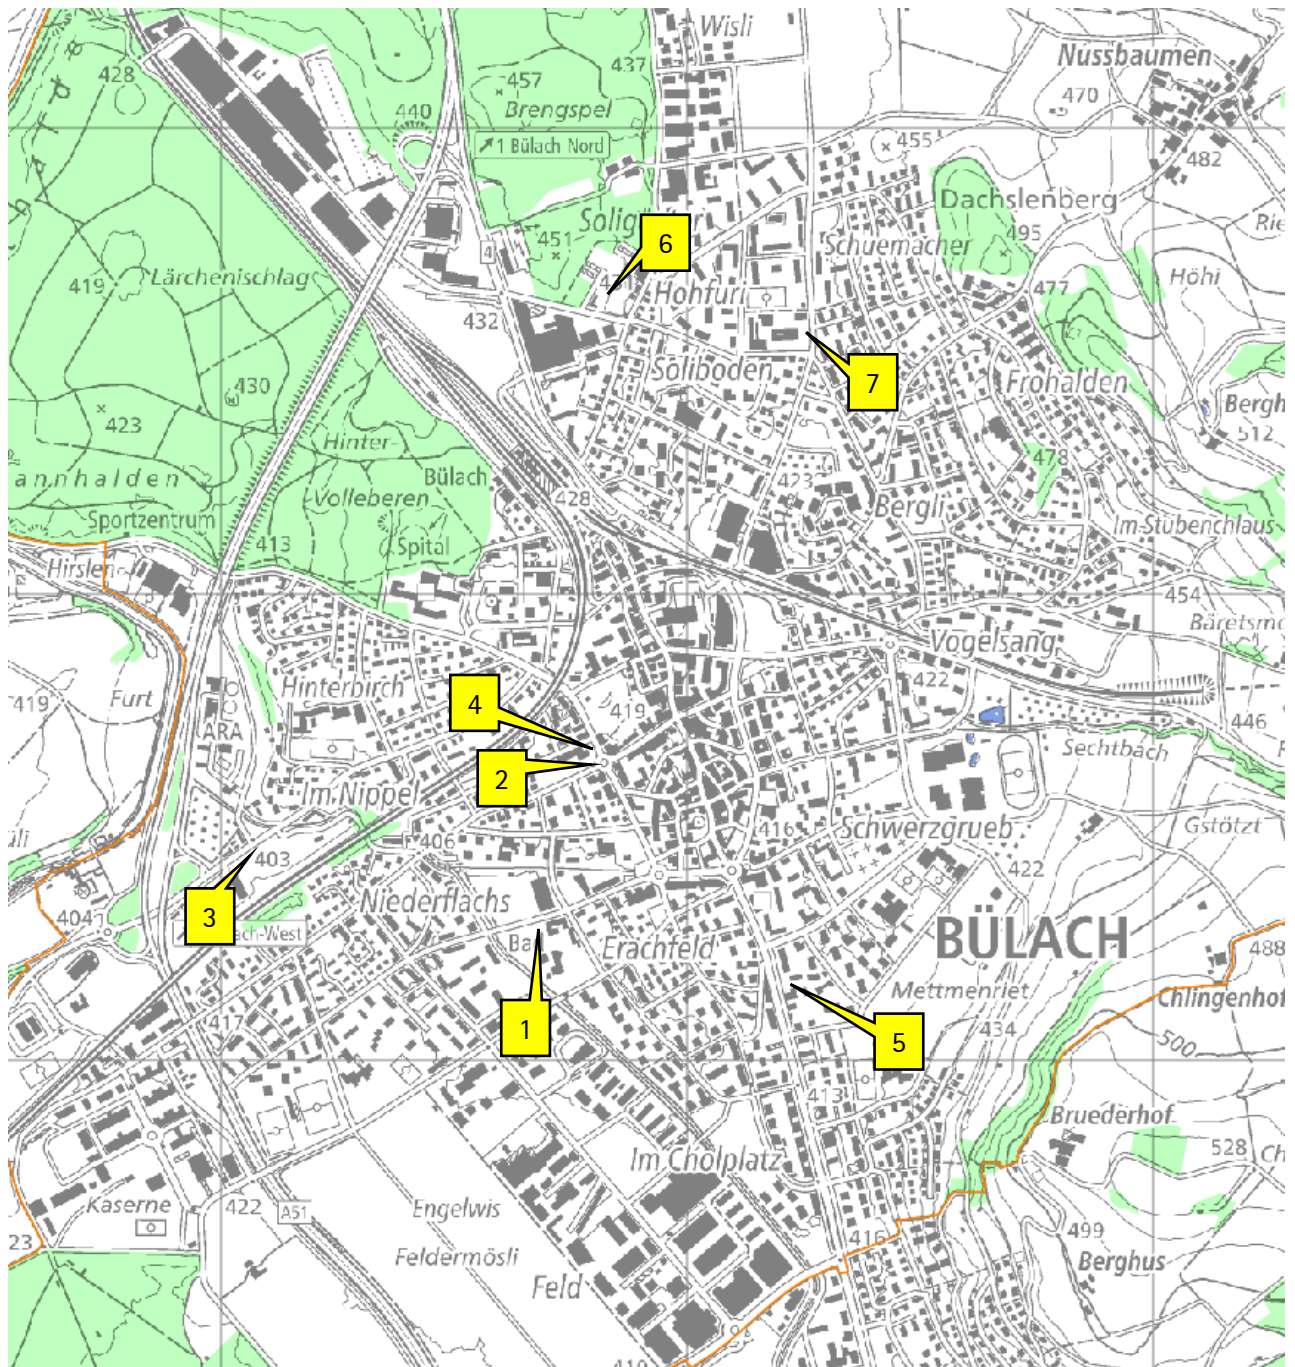 Wisli
Nussbaumen
428
457
437
Brengspel
470
440
1 Bülach Nord
455
482
Dachslenberg
495
4
451
6
Schuemacher
Lärchenischlag
419
Höhi
477
432
Soliboden
7
Frohalden
430
423
512
Hinter-
annhalden
Volleberen
Bülach
478
423
428
Bergli
Sportzentrum
413
Spital
Im Stubenchlaus
Hirslen
454
Vogelsang
Hinterbirch
422
419
Furt
4
419
446
ARA
Sechtbach
2
Im Nippel
406
416
Schwerzgrueb
Gstötzt
403
422
3
404
ach-West
Niederflachs
BÜLACH
488
Erachfeld
Mettmenriet
Chlingenhof
417
1
5
434
500
413
Bruederhof
Im Cholplatz
528
Kaserne
422
A51
Engelwis
Feldermösli
23
416
499
Berghus
Feld